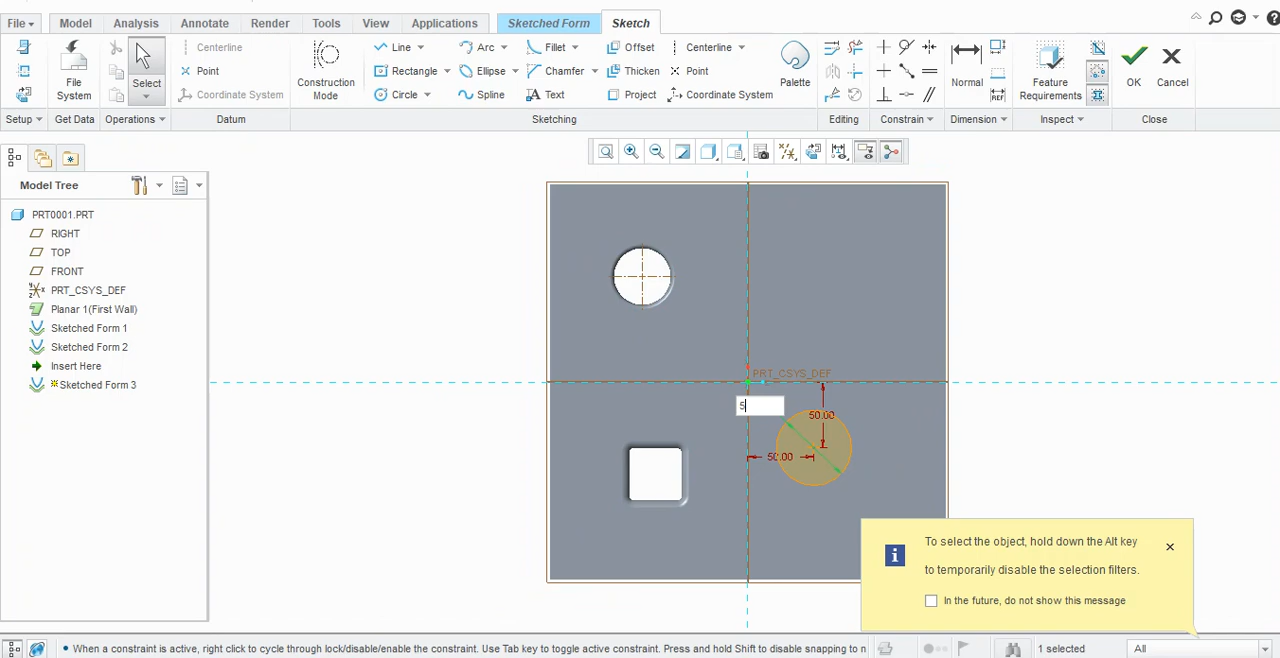 File Model Analysis Annotate Render Tools View Applications Sketched Form Sketch
Centerline Line Arc Fillet Offset Centerline
Point Rectangle Ellipse Chamfer Thicken Point
Coordinate System Circle Spline Text Project Coordinate System
File System Select Construction Mode Palette Normal REF Feature Requirements OK Cancel
Setup Get Data Operations Datum Sketching Editing Constrain Dimension Inspect Close
Model Tree
PRT0001.PRT
RIGHT
TOP
FRONT
PRT_CSYS_DEF
Planar 1(First Wall)
Sketched Form 1
Sketched Form 2
Insert Here
Sketched Form 3
PRT_CSYS_DEF
5
50.00
50.00
To select the object, hold down the Alt key
to temporarily disable the selection filters.
In the future, do not show this message
• When a constraint is active, right click to cycle through lock/disable/enable the constraint. Use Tab key to toggle active constraint. Press and hold Shift to disable snapping to n 1 selected All